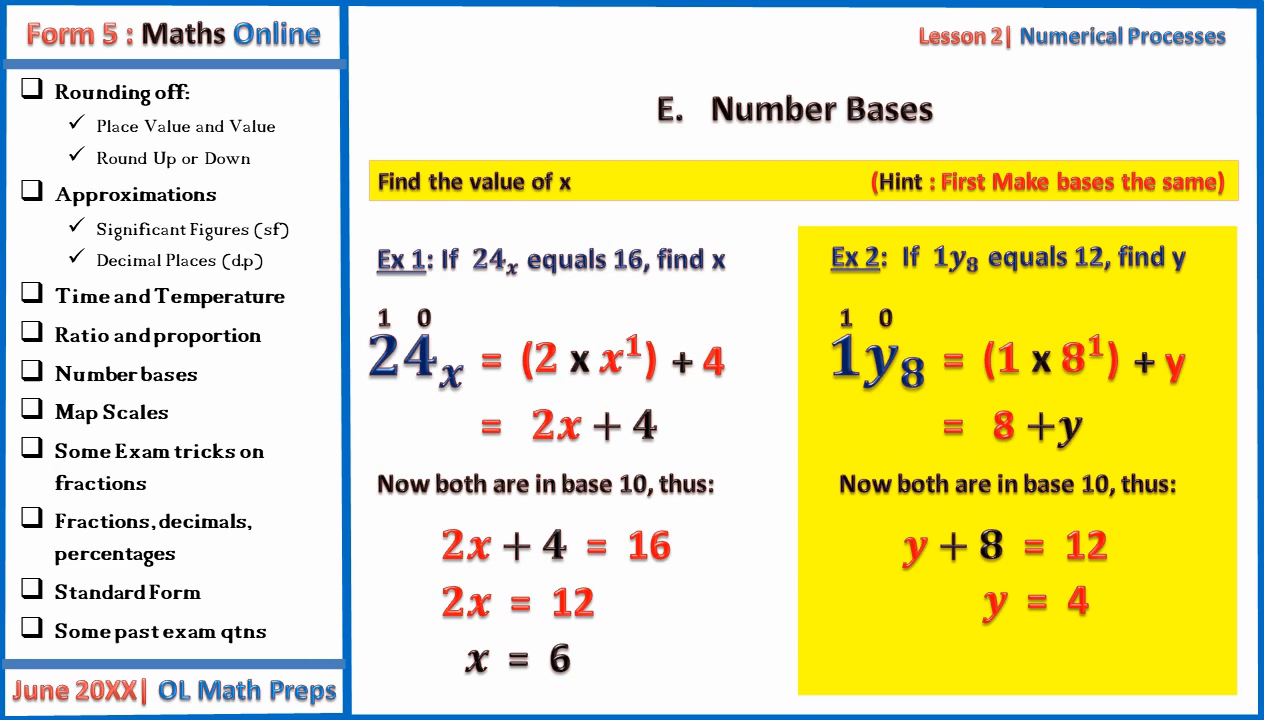 Form 5 : Maths Online
Rounding off:
Place Value and Value
Round Up or Down
Approximations
Significant Figures (sf)
Decimal Places (d.p)
Time and Temperature
Ratio and proportion
Number bases
Map Scales
Some Exam tricks on
fractions
Fractions, decimals,
percentages
Standard Form
Some past exam qtns
June 20XX| OL Math Preps
Lesson 2| Numerical Processes
E. Number Bases
Find the value of x (Hint : First Make bases the same)
Ex 1: If 24ₓ equals 16, find x
1 0
24ₓ = (2 x x¹) + 4
= 2x + 4
Now both are in base 10, thus:
2x + 4 = 16
2x = 12
x = 6
Ex 2: If 1y₈ equals 12, find y
1 0
1y₈ = (1 x 8¹) + y
= 8 +y
Now both are in base 10, thus:
y + 8 = 12
y = 4